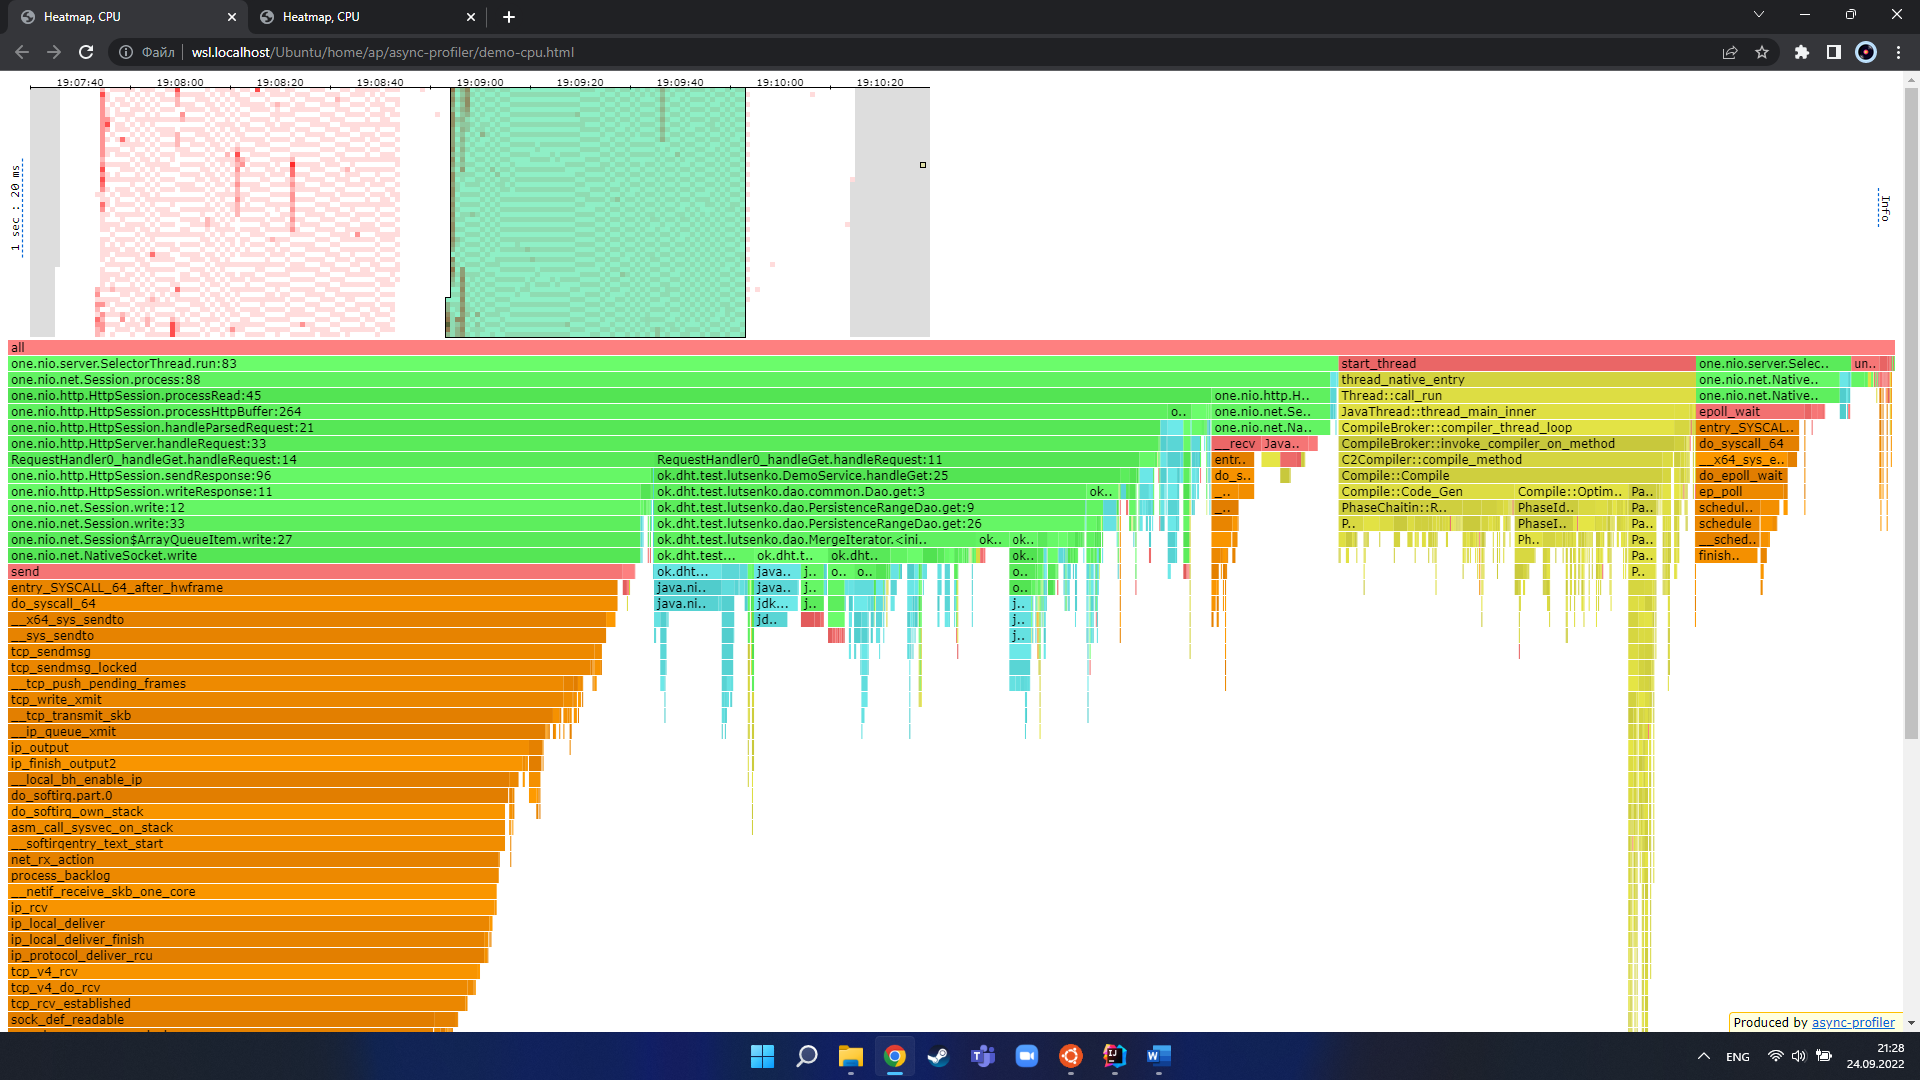 Heatmap, CPU
Heatmap, CPU
Файл
wsl.localhost/Ubuntu/home/ap/async-profiler/demo-cpu.html
19:07:40 19:08:00 19:08:20 19:08:40 19:09:00 19:09:20 19:09:40 19:10:00 19:10:20
1 sec : 20 ms
Info
all
one.nio.server.SelectorThread.run:83 start_thread one.nio.server.Selec.. un..
one.nio.net.Session.process:88 thread_native_entry one.nio.net.Native..
one.nio.http.HttpSession.processRead:45 one.nio.http.H.. Thread::call_run one.nio.net.Native..
one.nio.http.HttpSession.processHttpBuffer:264 o.. one.nio.net.Se.. JavaThread::thread_main_inner epoll_wait
one.nio.http.HttpSession.handleParsedRequest:21 one.nio.net.Na.. CompileBroker::compiler_thread_loop entry_SYSCAL..
one.nio.http.HttpServer.handleRequest:33 __recv Java.. CompileBroker::invoke_compiler_on_method do_syscall_64
RequestHandler0_handleGet.handleRequest:14 RequestHandler0_handleGet.handleRequest:11 entr.. C2Compiler::compile_method __x64_sys_e..
one.nio.http.HttpSession.sendResponse:96 ok.dht.test.lutsenko.DemoService.handleGet:25 do_s.. Compile::Compile do_epoll_wait
one.nio.http.HttpSession.writeResponse:11 ok.dht.test.lutsenko.dao.common.Dao.get:3 ok.. _.. Compile::Code_Gen Compile::Optim.. Pa.. ep_poll
one.nio.net.Session.write:12 ok.dht.test.lutsenko.dao.PersistenceRangeDao.get:9 _.. PhaseChaitin::R.. PhaseId.. Pa.. schedul..
one.nio.net.Session.write:33 ok.dht.test.lutsenko.dao.PersistenceRangeDao.get:26 P.. PhaseI.. Pa.. schedule
one.nio.net.Session$ArrayQueueItem.write:27 ok.dht.test.lutsenko.dao.MergeIterator.<ini.. ok.. ok.. Ph.. Pa.. __sched..
one.nio.net.NativeSocket.write ok.dht.test... ok.dht.t.. ok.dht.. ok.. Pa.. finish..
send ok.dht... java.. j.. o.. o.. o.. P..
entry_SYSCALL_64_after_hwframe java.ni.. java.. j.. o..
do_syscall_64 java.ni.. jdk... j.. j..
__x64_sys_sendto jd.. j..
__sys_sendto j..
tcp_sendmsg
tcp_sendmsg_locked
__tcp_push_pending_frames
tcp_write_xmit
__tcp_transmit_skb
__ip_queue_xmit
ip_output
ip_finish_output2
__local_bh_enable_ip
do_softirq.part.0
do_softirq_own_stack
asm_call_sysvec_on_stack
__softirqentry_text_start
net_rx_action
process_backlog
__netif_receive_skb_one_core
ip_rcv
ip_local_deliver
ip_local_deliver_finish
ip_protocol_deliver_rcu
tcp_v4_rcv
tcp_v4_do_rcv
tcp_rcv_established
sock_def_readable
Produced by async-profiler
ENG
21:28
24.09.2022